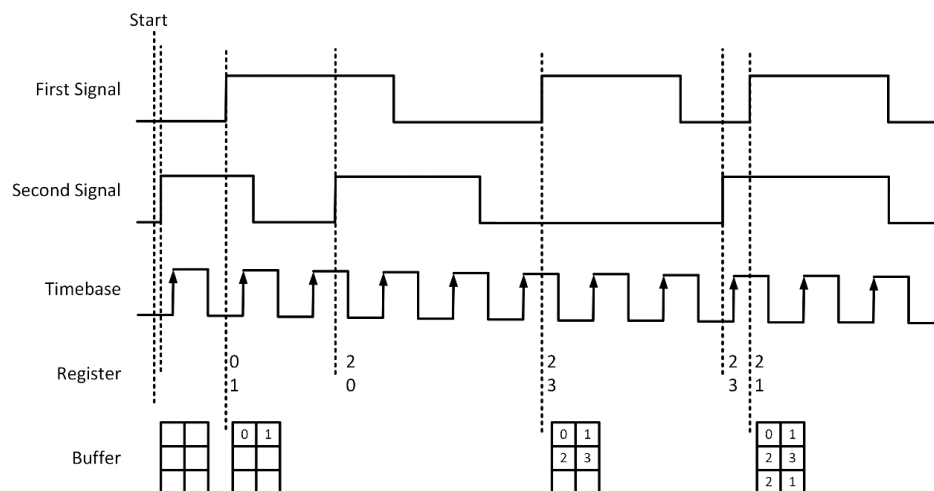 Start
First Signal
Second Signal
Timebase
Register
0 2 2 2 2
1 0 3 3 1
Buffer
0 1 0 1 0 1
2 3 2 3
2 1